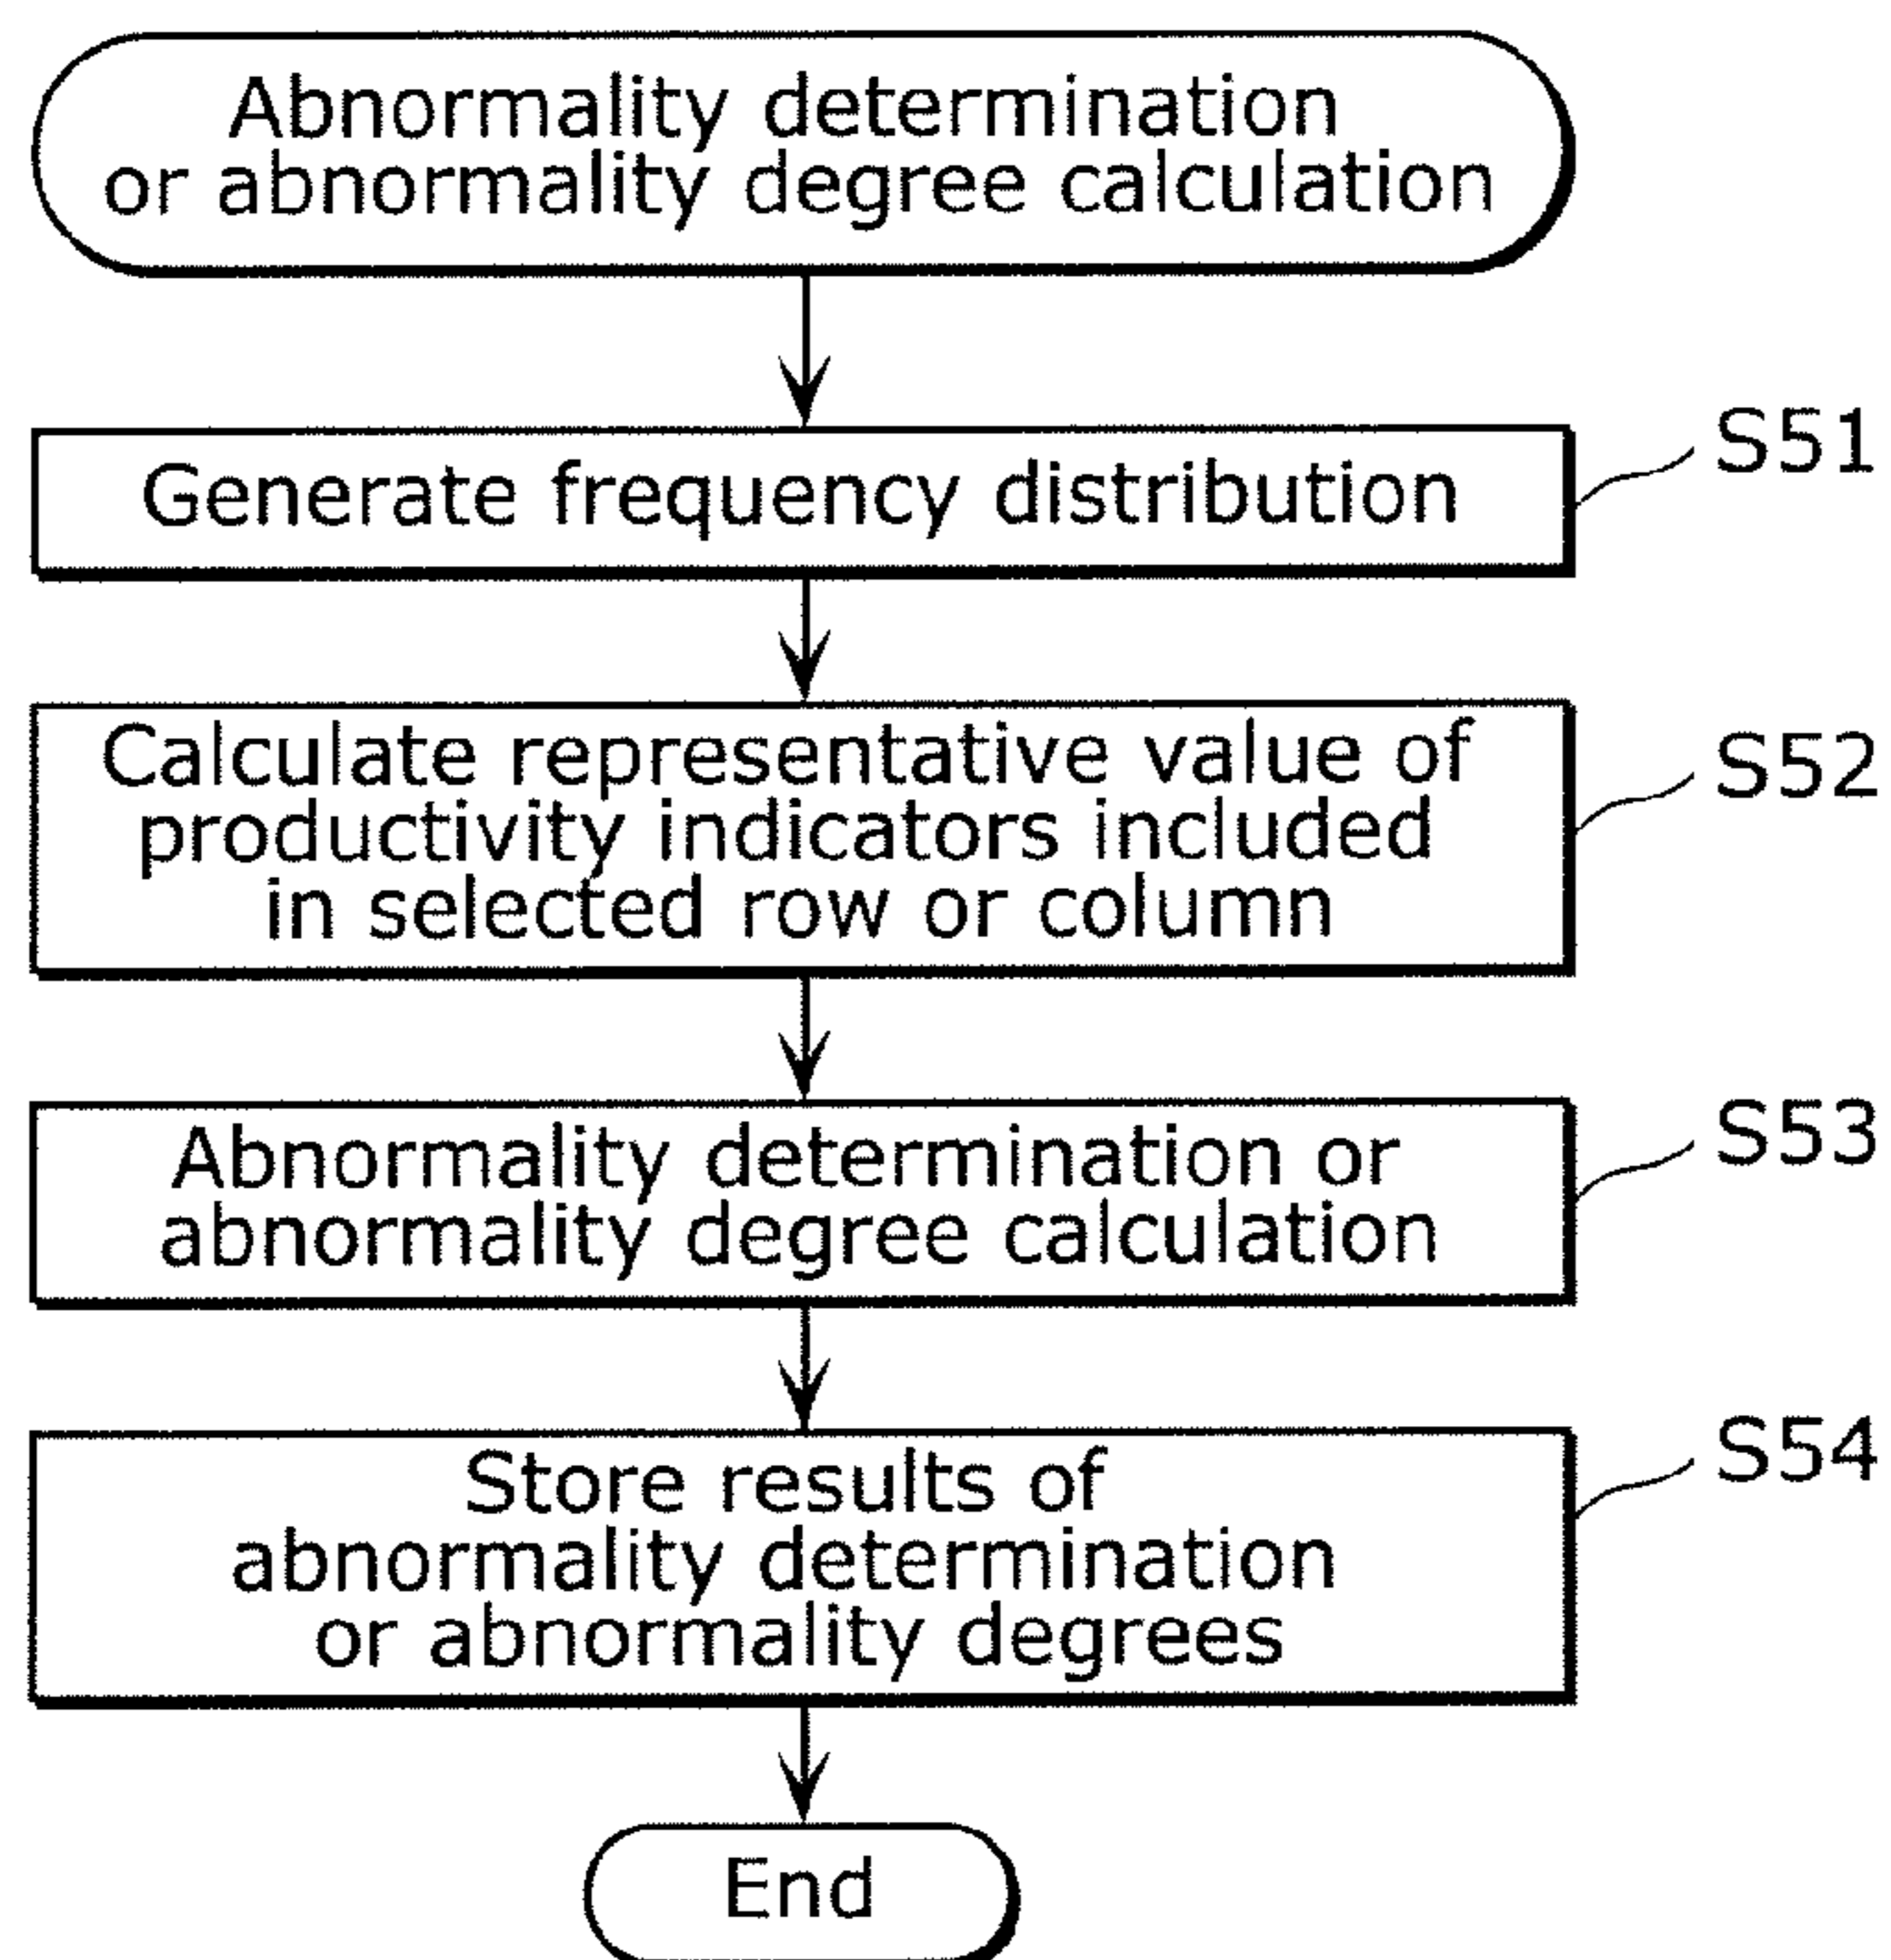 Abnormality determination
or abnormality degree calculation
S51
Generate frequency distribution
S52
Calculate representative value of
productivity indicators included
in selected row or column
S53
Abnormality determination or
abnormality degree calculation
S54
Store results of
abnormality determination
or abnormality degrees
End